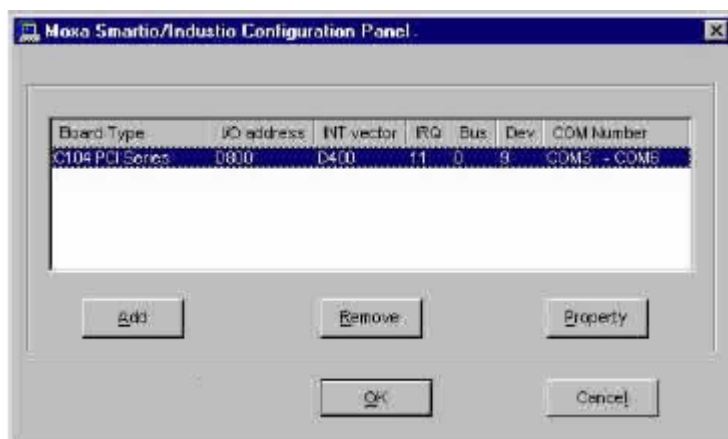 Moxa Smartio/Industio Configuration Panel
Board Type I/O address INT vector IRQ Bus Dev COM Number
C104 PCI Series D800 D400 11 0 9 COM3 - COM6
Add Remove Property
OK Cancel